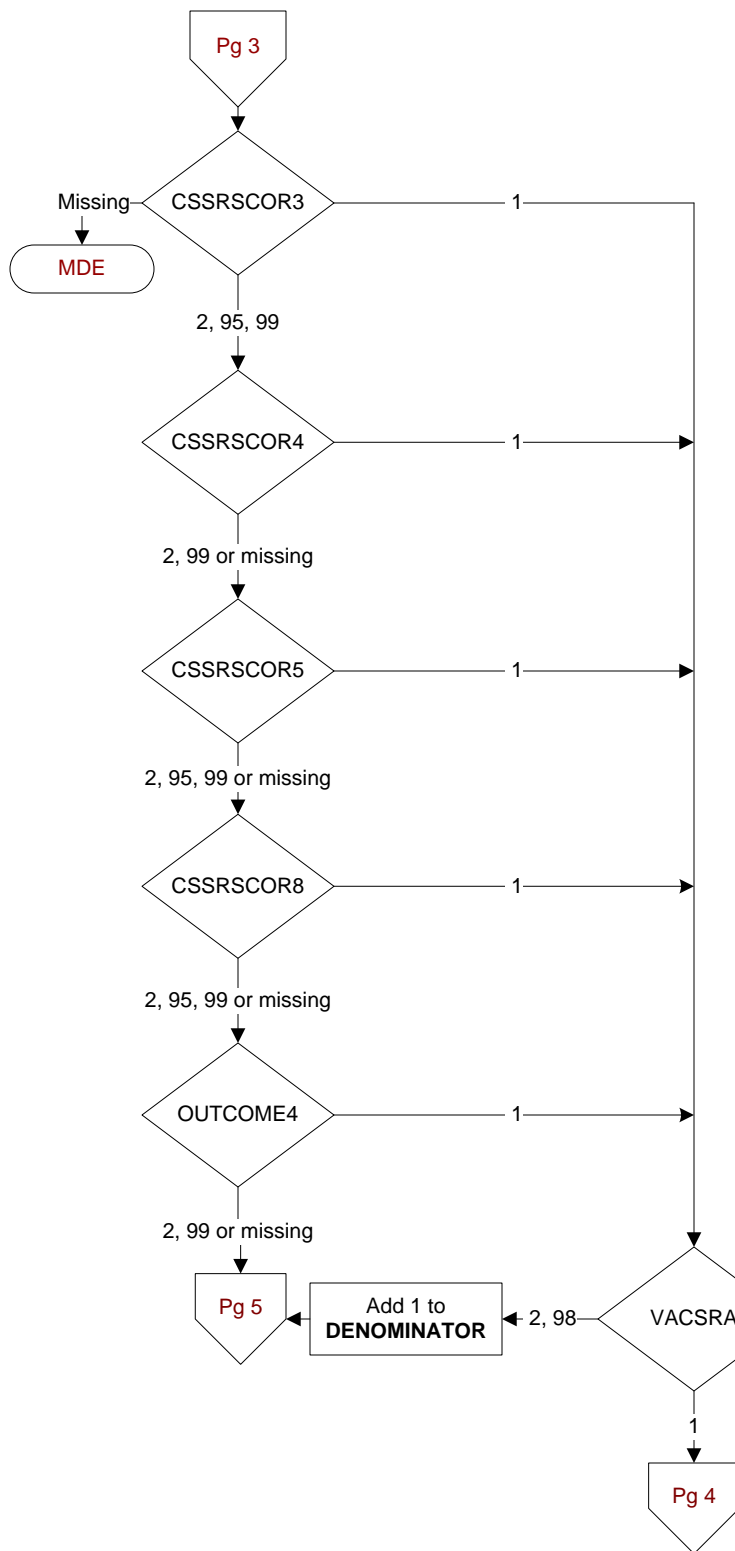 Pg 3
CSSRSCOR3
Missing
1
MDE
2, 95, 99
CSSRSCOR4
1
2, 99 or missing
CSSRSCOR5
1
2, 95, 99 or missing
CSSRSCOR8
1
2, 95, 99 or missing
OUTCOME4
1
2, 99 or missing
Pg 5
Add 1 to
DENOMINATOR
2, 98
VACSRA
1
Pg 4